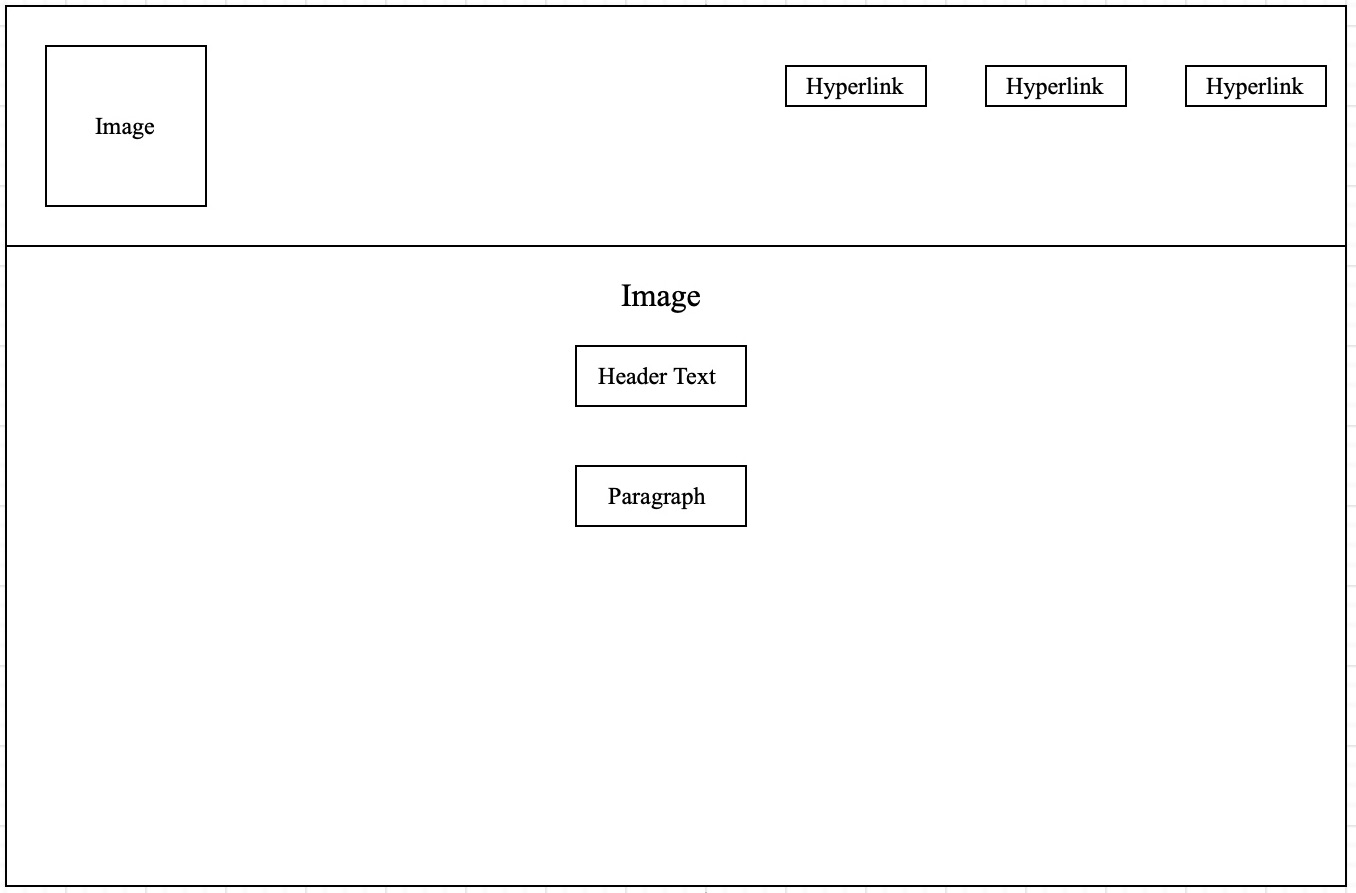 Image
Hyperlink
Hyperlink
Hyperlink
Image
Header Text
Paragraph